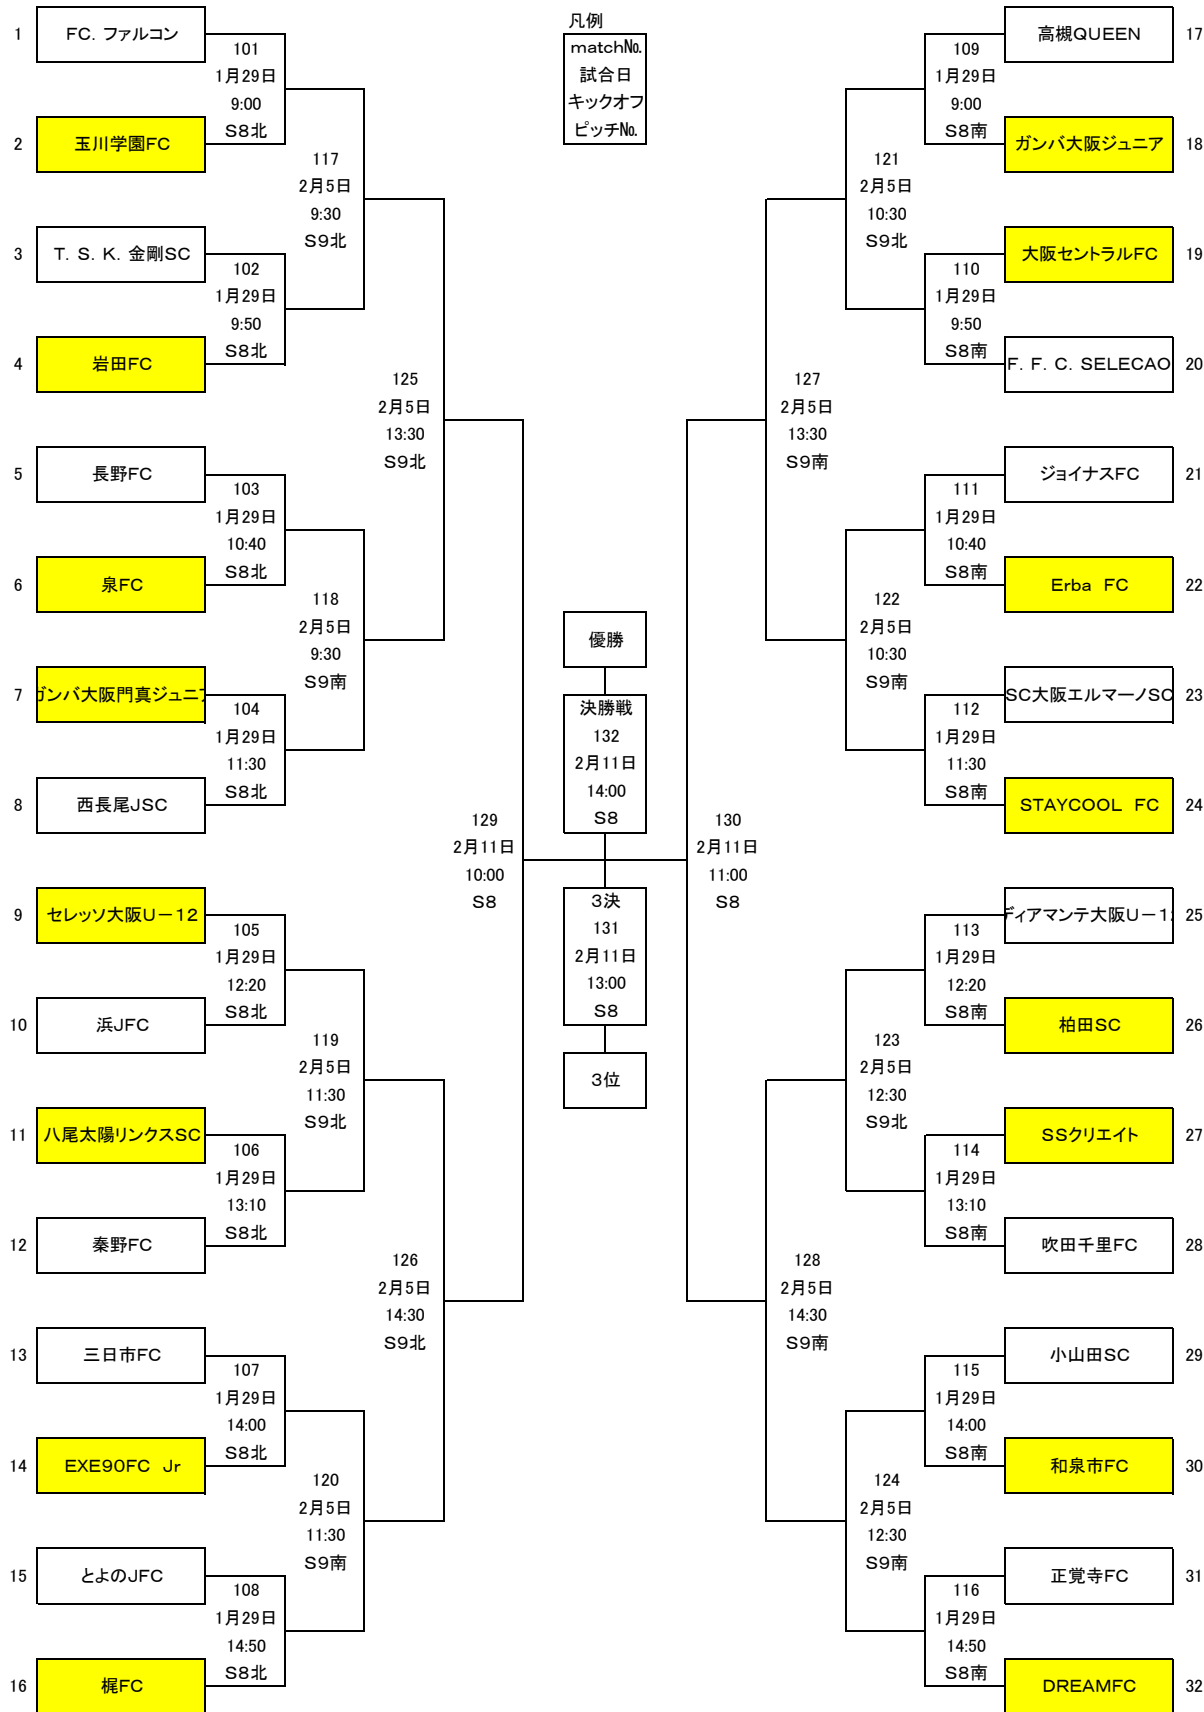 凡例
matchNo.
試合日
キックオフ
ピッチNo.
1 FC．ファルコン
101
1月29日
9:00
S8北
2 玉川学園FC
117
2月5日
9:30
S9北
3 T．S．K．金剛SC
102
1月29日
9:50
S8北
4 岩田FC
125
2月5日
13:30
S9北
5 長野FC
103
1月29日
10:40
S8北
6 泉FC
118
2月5日
9:30
S9南
7 ガンバ大阪門真ジュニア
104
1月29日
11:30
S8北
8 西長尾JSC
129
2月11日
10:00
S8
9 セレッソ大阪U－12
105
1月29日
12:20
S8北
10 浜JFC
119
2月5日
11:30
S9北
11 八尾太陽リンクスSC
106
1月29日
13:10
S8北
12 秦野FC
126
2月5日
14:30
S9北
13 三日市FC
107
1月29日
14:00
S8北
14 EXE90FC Jr
120
2月5日
11:30
S9南
15 とよのJFC
108
1月29日
14:50
S8北
16 梶FC
優勝
決勝戦
132
2月11日
14:00
S8
3決
131
2月11日
13:00
S8
3位
高槻QUEEN 17
109
1月29日
9:00
S8南
ガンバ大阪ジュニア 18
121
2月5日
10:30
S9北
大阪セントラルFC 19
110
1月29日
9:50
S8南
F．F．C．SELECAO 20
127
2月5日
13:30
S9南
ジョイナスFC 21
111
1月29日
10:40
S8南
Erba FC 22
122
2月5日
10:30
S9南
SC大阪エルマーノSC 23
112
1月29日
11:30
S8南
STAYCOOL FC 24
130
2月11日
11:00
S8
ディアマンテ大阪U－12 25
113
1月29日
12:20
S8南
柏田SC 26
123
2月5日
12:30
S9北
SSクリエイト 27
114
1月29日
13:10
S8南
吹田千里FC 28
128
2月5日
14:30
S9南
小山田SC 29
115
1月29日
14:00
S8南
和泉市FC 30
124
2月5日
12:30
S9南
正覚寺FC 31
116
1月29日
14:50
S8南
DREAMFC 32